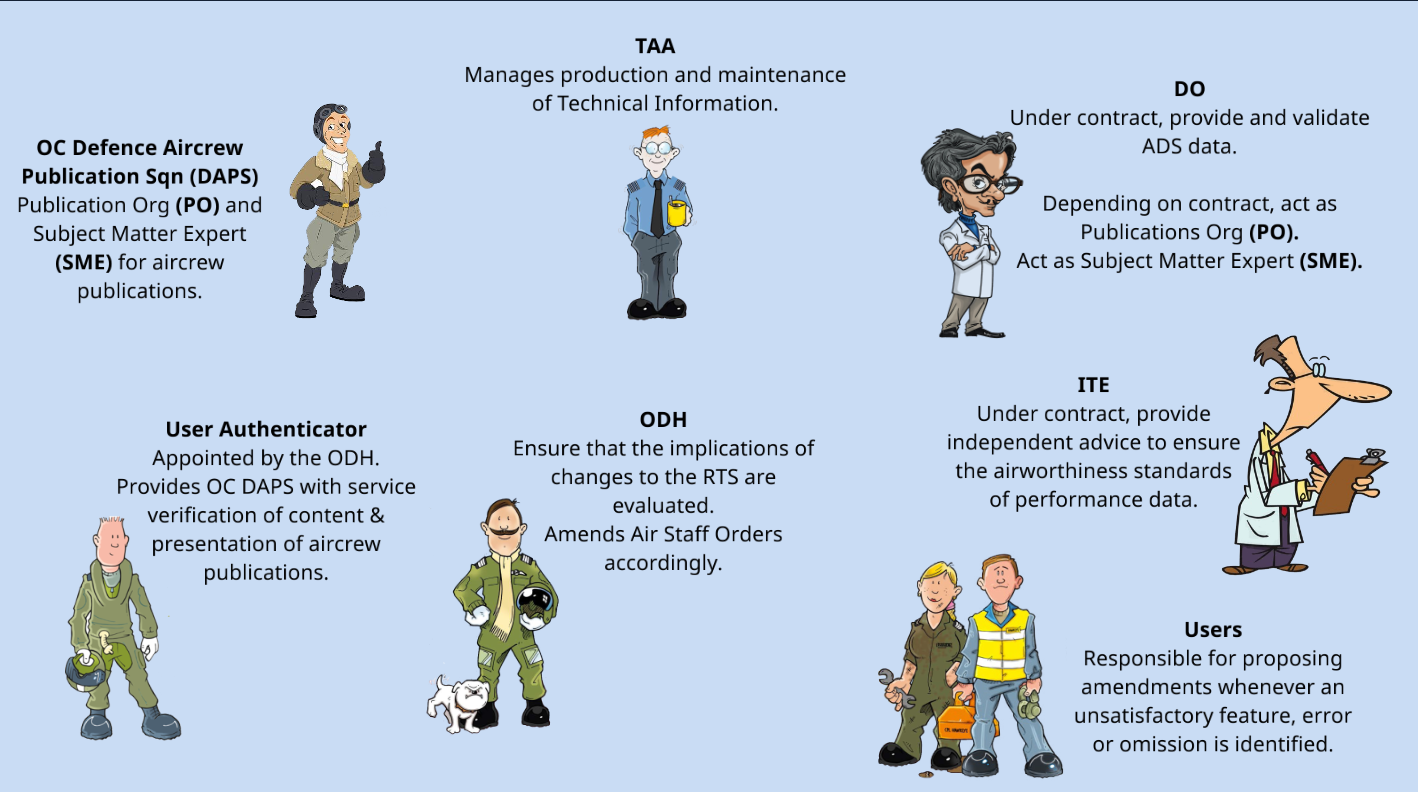 TAA
Manages production and maintenance
of Technical Information.
DO
Under contract, provide and validate
ADS data.
Depending on contract, act as
Publications Org (PO).
Act as Subject Matter Expert (SME).
OC Defence Aircrew
Publication Sqn (DAPS)
Publication Org (PO) and
Subject Matter Expert
(SME) for aircrew
publications.
User Authenticator
Appointed by the ODH.
Provides OC DAPS with service
verification of content &
presentation of aircrew
publications.
ODH
Ensure that the implications of
changes to the RTS are
evaluated.
Amends Air Staff Orders
accordingly.
ITE
Under contract, provide
independent advice to ensure
the airworthiness standards
of performance data.
Users
Responsible for proposing
amendments whenever an
unsatisfactory feature, error
or omission is identified.